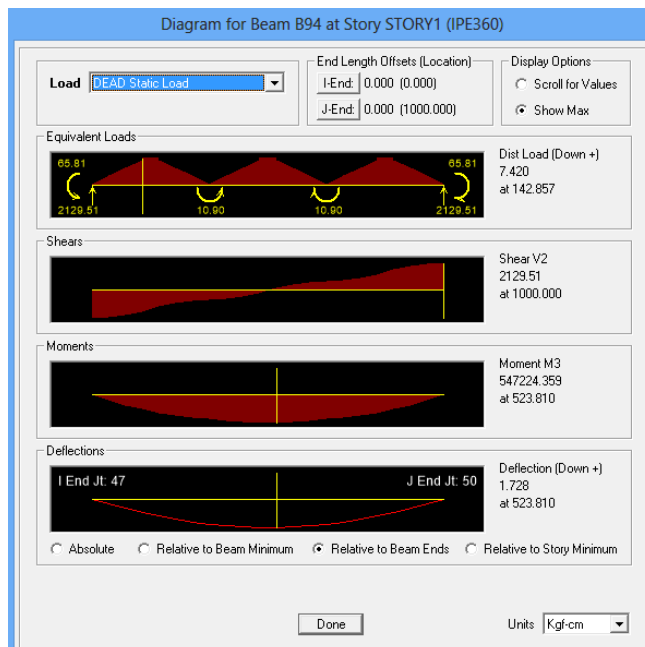 Diagram for Beam B94 at Story STORY1 (IPE360)
Load DEAD Static Load
End Length Offsets (Location)
I-End: 0.000 (0.000)
J-End: 0.000 (1000.000)
Display Options
Scroll for Values
Show Max
Equivalent Loads
65.81 65.81
2129.51 10.90 10.90 2129.51
Dist Load (Down +)
7.420
at 142.857
Shears
Shear V2
2129.51
at 1000.000
Moments
Moment M3
547224.359
at 523.810
Deflections
I End Jt: 47 J End Jt: 50
Deflection (Down +)
1.728
at 523.810
Absolute Relative to Beam Minimum Relative to Beam Ends Relative to Story Minimum
Done Units Kgf-cm